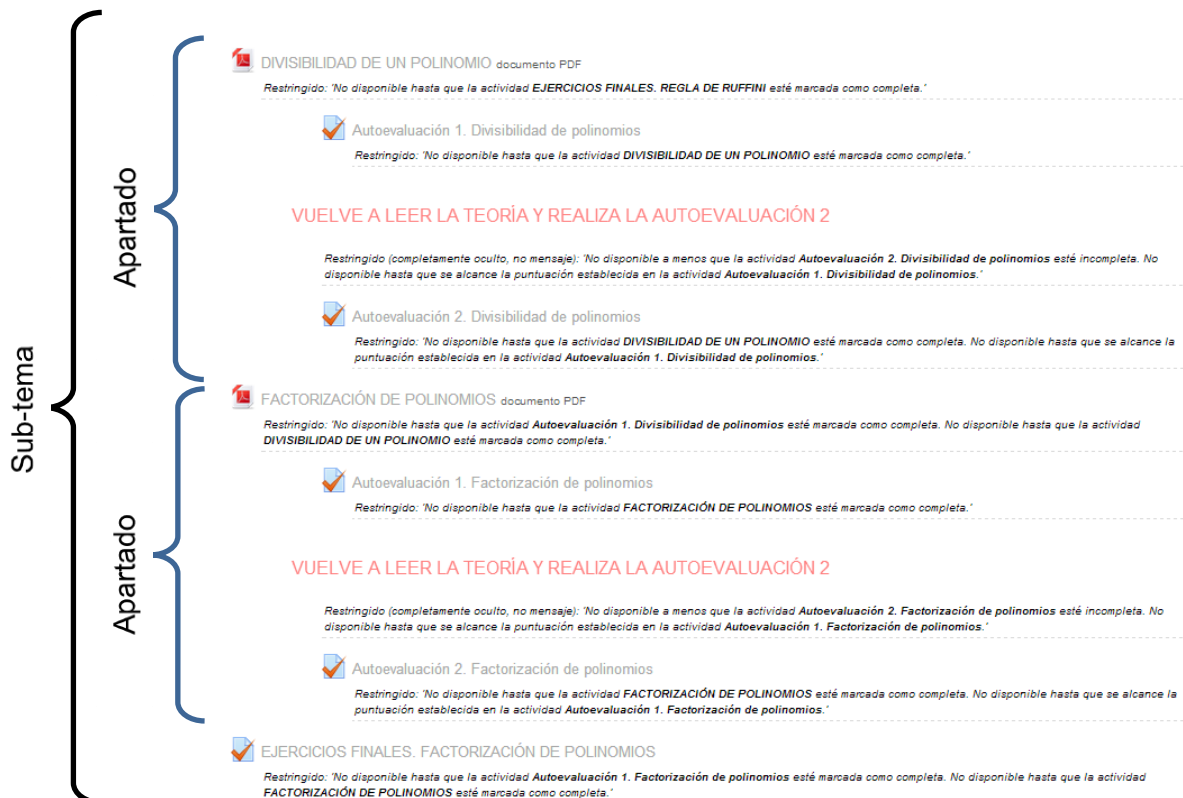 Sub-tema
Apartado
DIVISIBILIDAD DE UN POLINOMIO documento PDF
Restringido: 'No disponible hasta que la actividad EJERCICIOS FINALES. REGLA DE RUFFINI esté marcada como completa.'
Autoevaluación 1. Divisibilidad de polinomios
Restringido: 'No disponible hasta que la actividad DIVISIBILIDAD DE UN POLINOMIO esté marcada como completa.'
VUELVE A LEER LA TEORÍA Y REALIZA LA AUTOEVALUACIÓN 2
Restringido (completamente oculto, no mensaje): 'No disponible a menos que la actividad Autoevaluación 2. Divisibilidad de polinomios esté incompleta. No
disponible hasta que se alcance la puntuación establecida en la actividad Autoevaluación 1. Divisibilidad de polinomios.'
Autoevaluación 2. Divisibilidad de polinomios
Restringido: 'No disponible hasta que la actividad DIVISIBILIDAD DE UN POLINOMIO esté marcada como completa. No disponible hasta que se alcance la
puntuación establecida en la actividad Autoevaluación 1. Divisibilidad de polinomios.'
Apartado
FACTORIZACIÓN DE POLINOMIOS documento PDF
Restringido: 'No disponible hasta que la actividad Autoevaluación 1. Divisibilidad de polinomios esté marcada como completa. No disponible hasta que la actividad
DIVISIBILIDAD DE UN POLINOMIO esté marcada como completa.'
Autoevaluación 1. Factorización de polinomios
Restringido: 'No disponible hasta que la actividad FACTORIZACIÓN DE POLINOMIOS esté marcada como completa.'
VUELVE A LEER LA TEORÍA Y REALIZA LA AUTOEVALUACIÓN 2
Restringido (completamente oculto, no mensaje): 'No disponible a menos que la actividad Autoevaluación 2. Factorización de polinomios esté incompleta. No
disponible hasta que se alcance la puntuación establecida en la actividad Autoevaluación 1. Factorización de polinomios.'
Autoevaluación 2. Factorización de polinomios
Restringido: 'No disponible hasta que la actividad FACTORIZACIÓN DE POLINOMIOS esté marcada como completa. No disponible hasta que se alcance la
puntuación establecida en la actividad Autoevaluación 1. Factorización de polinomios.'
EJERCICIOS FINALES. FACTORIZACIÓN DE POLINOMIOS
Restringido: 'No disponible hasta que la actividad Autoevaluación 1. Factorización de polinomios esté marcada como completa. No disponible hasta que la actividad
FACTORIZACIÓN DE POLINOMIOS esté marcada como completa.'